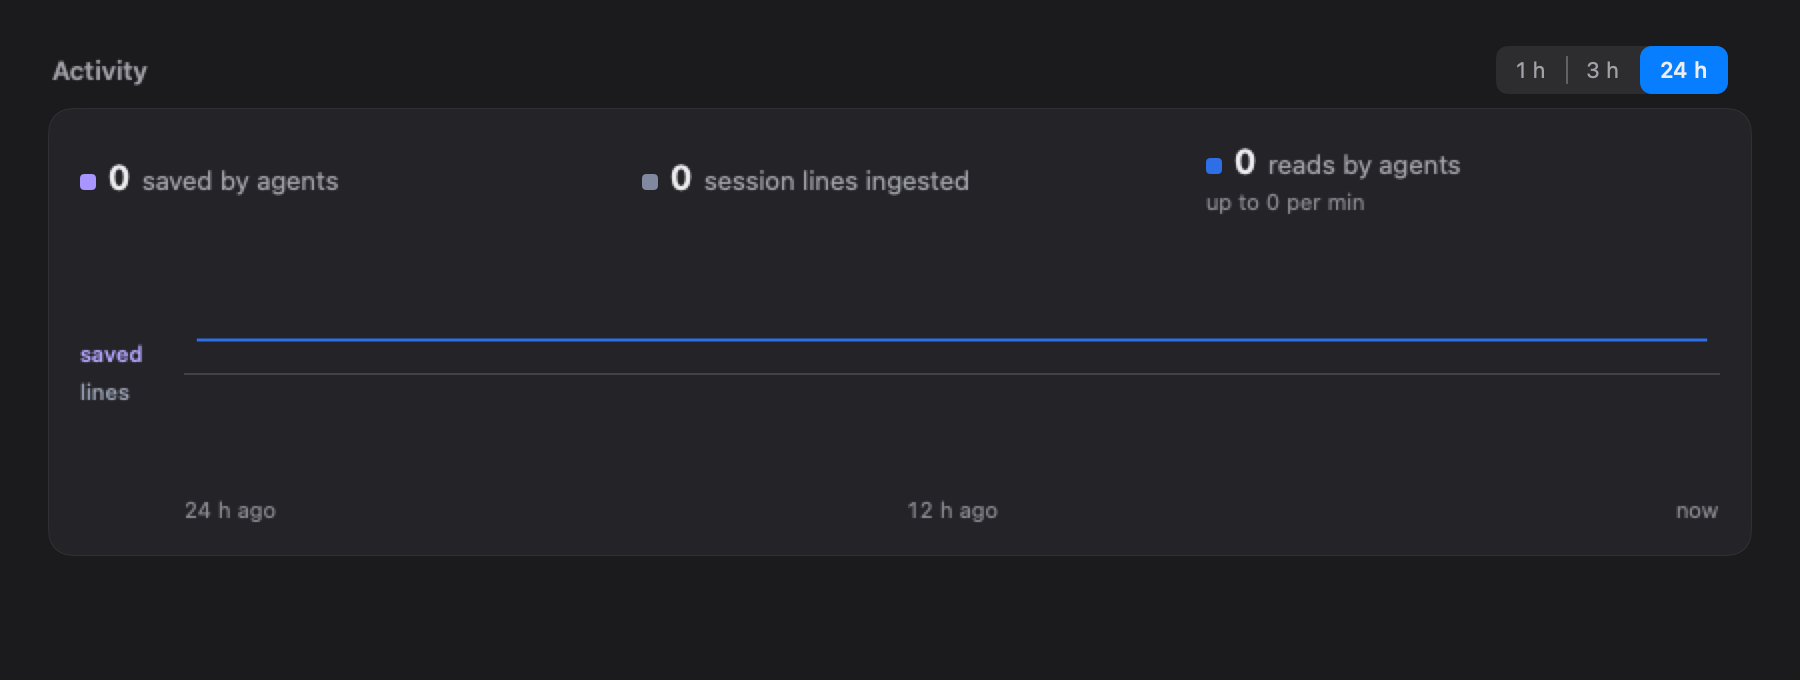 Activity
1 h 3 h 24 h
0 saved by agents
0 session lines ingested
0 reads by agents
up to 0 per min
saved
lines
24 h ago 12 h ago now